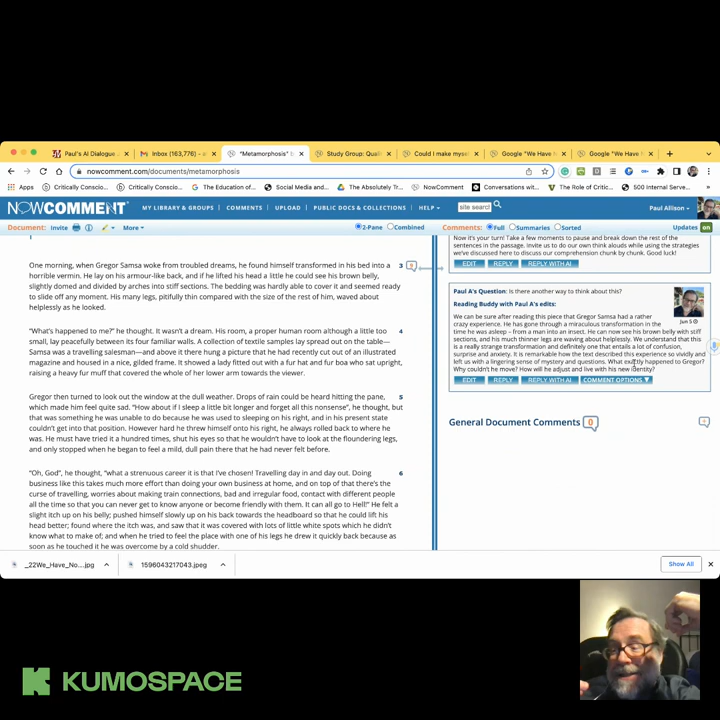 Paul's AI Dialogue
Inbox (163,776)
"Metamorphosis"
Study Group: Quali
Could I make myse
Google "We Have
Google "We Have
nowcomment.com/documents/metamorphosis
Apps
Critically Conscio...
Critically Conscio...
The Education of...
Social Media and...
The Absolutely Tr...
NowComment
Conversations wit...
The Role of Critic...
500 Internal Serve...
NOWCOMMENT
MY LIBRARY & GROUPS
COMMENTS
UPLOAD
PUBLIC DOCS & COLLECTIONS
HELP
site search
Paul Allison
Document: Invite
More
2-Pane
Combined
Comments: Full Summaries Sorted
Updates on
One morning, when Gregor Samsa woke from troubled dreams, he found himself transformed in his bed into a
horrible vermin. He lay on his armour-like back, and if he lifted his head a little he could see his brown belly,
slightly domed and divided by arches into stiff sections. The bedding was hardly able to cover it and seemed ready
to slide off any moment. His many legs, pitifully thin compared with the size of the rest of him, waved about
helplessly as he looked.
3
"What's happened to me?" he thought. It wasn't a dream. His room, a proper human room although a little too
small, lay peacefully between its four familiar walls. A collection of textile samples lay spread out on the table—
Samsa was a travelling salesman—and above it there hung a picture that he had recently cut out of an illustrated
magazine and housed in a nice, gilded frame. It showed a lady fitted out with a fur hat and fur boa who sat upright,
raising a heavy fur muff that covered the whole of her lower arm towards the viewer.
4
Gregor then turned to look out the window at the dull weather. Drops of rain could be heard hitting the pane,
which made him feel quite sad. "How about if I sleep a little bit longer and forget all this nonsense", he thought, but
that was something he was unable to do because he was used to sleeping on his right, and in his present state
couldn't get into that position. However hard he threw himself onto his right, he always rolled back to where he
was. He must have tried it a hundred times, shut his eyes so that he wouldn't have to look at the floundering legs,
and only stopped when he began to feel a mild, dull pain there that he had never felt before.
5
"Oh, God", he thought, "what a strenuous career it is that I've chosen! Travelling day in and day out. Doing
business like this takes much more effort than doing your own business at home, and on top of that there's the
curse of travelling, worries about making train connections, bad and irregular food, contact with different people
all the time so that you can never get to know anyone or become friendly with them. It can all go to Hell!" He felt a
slight itch up on his belly; pushed himself slowly up on his back towards the headboard so that he could lift his
head better; found where the itch was, and saw that it was covered with lots of little white spots which he didn't
know what to make of; and when he tried to feel the place with one of his legs he drew it quickly back because as
soon as he touched it he was overcome by a cold shudder.
6
Now it's your turn! Take a few moments to pause and break down the rest of the
sentences in the passage. Invite us to do our own think alouds while using the strategies
we've discussed here to our comprehension chunk by chunk. Good luck!
EDIT REPLY REPLY WITH AI
Paul A's Question: Is there another way to think about this?
Reading Buddy with Paul A's edits:
Jun 5
We can be sure after reading this piece that Gregor Samsa had a rather
crazy experience. He has gone through a miraculous transformation in the
time he was asleep – from a man into an insect. He can now see his brown belly with stiff
sections, and his much thinner legs are waving about helplessly. We understand that this
is a really strange transformation and definitely one that entails a lot of confusion,
surprise and anxiety. It is remarkable how the text described this experience so vividly and
left us with a lingering sense of mystery and questions. What exactly happened to Gregor?
Why couldn't he move? How will he adjust and live with his new identity?
EDIT REPLY REPLY WITH AI COMMENT OPTIONS
General Document Comments 0
_22We_Have_No....jpg
1596043217043.jpeg
Show All
KUMOSPACE